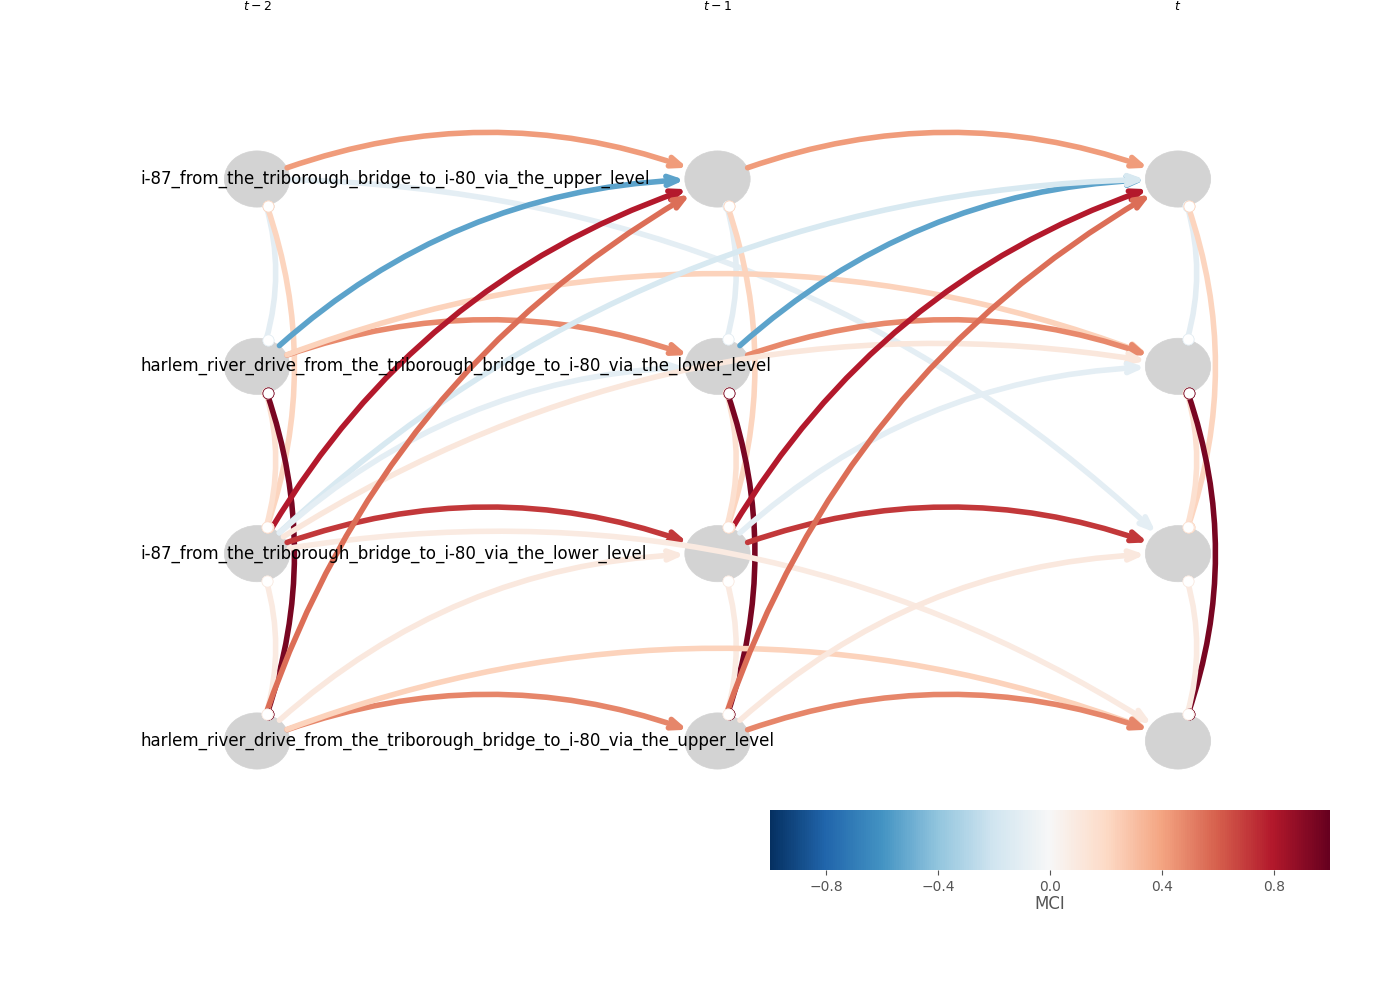 t − 2 t − 1 t
i-87_from_the_triborough_bridge_to_i-80_via_the_upper_level
harlem_river_drive_from_the_triborough_bridge_to_i-80_via_the_lower_level
i-87_from_the_triborough_bridge_to_i-80_via_the_lower_level
harlem_river_drive_from_the_triborough_bridge_to_i-80_via_the_upper_level
−0.8 −0.4 0.0 0.4 0.8
MCI